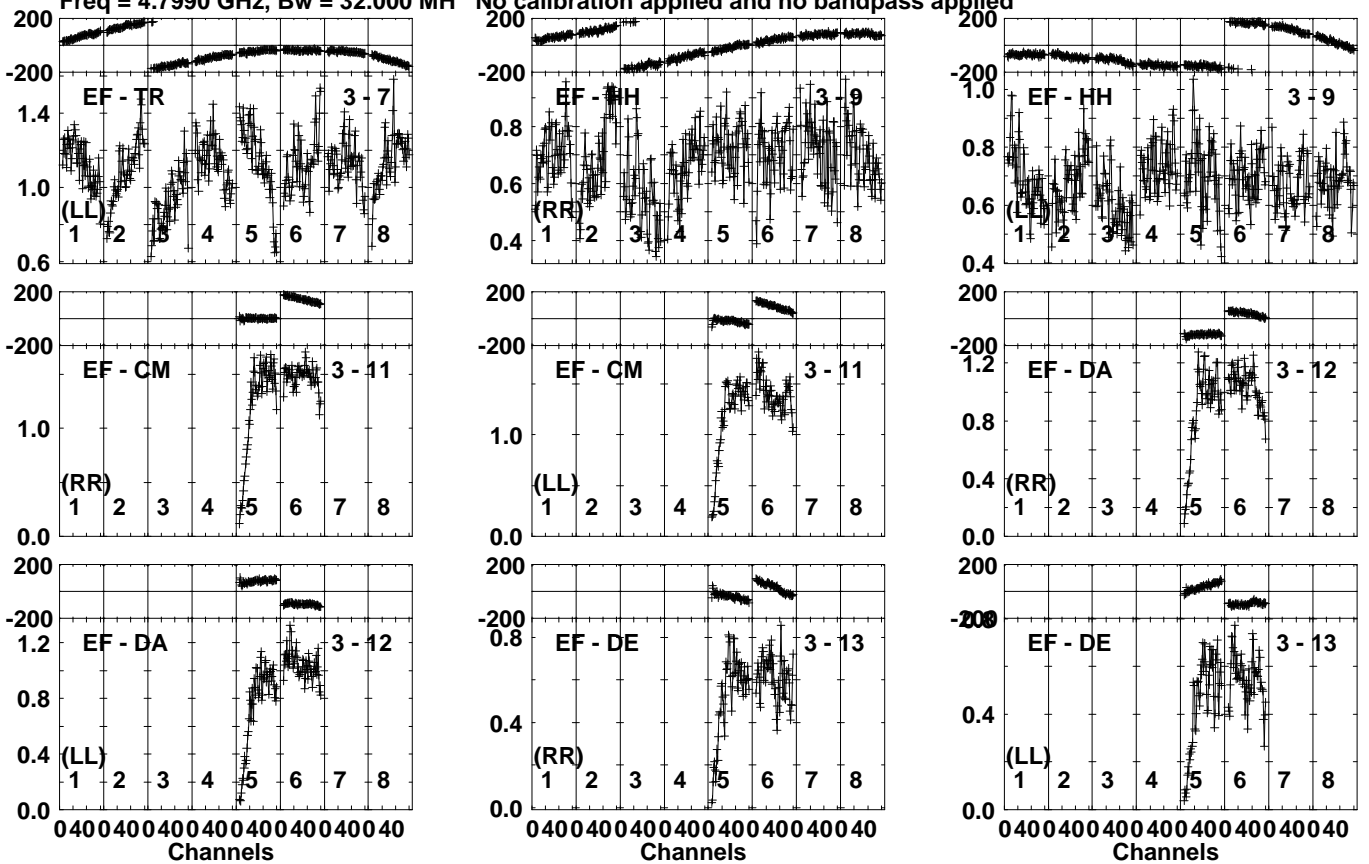 Freq = 4.7990 GHz, Bw = 32.000 MH No calibration applied and no bandpass applied
200
-200
EF - TR 3 - 7
1.4
1.0
0.6
(LL)
1 2 3 4 5 6 7 8
200
-200
EF - HH 3 - 9
0.8
0.6
0.4
(RR)
1 2 3 4 5 6 7 8
200
-200
EF - HH 3 - 9
1.0
0.8
0.6
0.4
(LL)
1 2 3 4 5 6 7 8
200
-200
EF - CM 3 - 11
1.0
0.0
(RR)
1 2 3 4 5 6 7 8
200
-200
EF - CM 3 - 11
1.0
0.0
(LL)
1 2 3 4 5 6 7 8
200
-200
EF - DA 3 - 12
1.2
0.8
0.4
0.0
(RR)
1 2 3 4 5 6 7 8
200
-200
EF - DA 3 - 12
1.2
0.8
0.4
0.0
(LL)
1 2 3 4 5 6 7 8
0 40 0 40 0 40 0 40 0 40 0 40 0 40 0 40
Channels
200
-200
EF - DE 3 - 13
0.8
0.4
0.0
(RR)
1 2 3 4 5 6 7 8
0 40 0 40 0 40 0 40 0 40 0 40 0 40 0 40
Channels
200
-200
0.8
EF - DE 3 - 13
0.4
0.0
(LL)
1 2 3 4 5 6 7 8
0 40 0 40 0 40 0 40 0 40 0 40 0 40 0 40
Channels